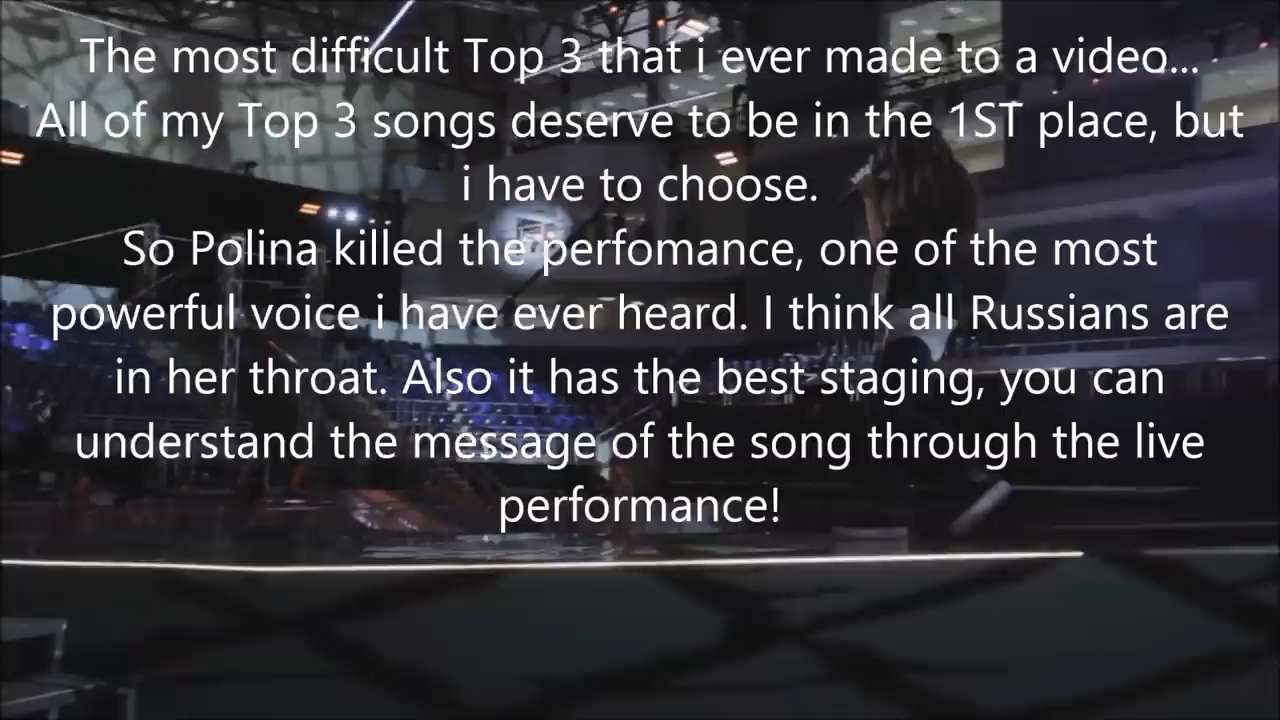 The most difficult Top 3 that i ever made to a video...
All of my Top 3 songs deserve to be in the 1ST place, but
i have to choose.
So Polina killed the perfomance, one of the most
powerful voice i have ever heard. I think all Russians are
in her throat. Also it has the best staging, you can
understand the message of the song through the live
performance!